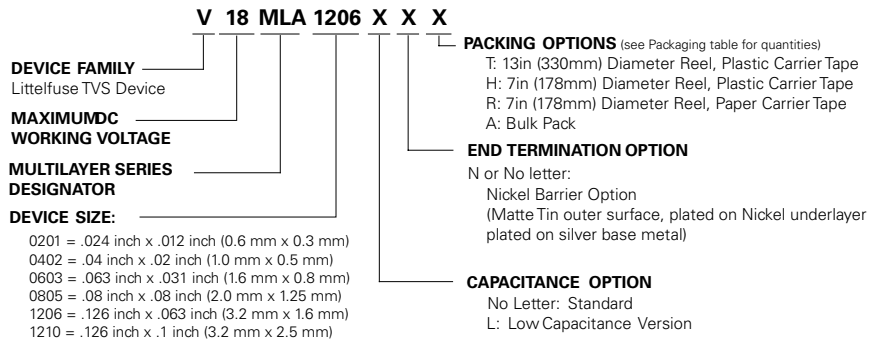 V 18 MLA 1206 X X X
DEVICE FAMILY
Littelfuse TVS Device
MAXIMUMDC
WORKING VOLTAGE
MULTILAYER SERIES
DESIGNATOR
DEVICE SIZE:
0201 = .024 inch x .012 inch (0.6 mm x 0.3 mm)
0402 = .04 inch x .02 inch (1.0 mm x 0.5 mm)
0603 = .063 inch x .031 inch (1.6 mm x 0.8 mm)
0805 = .08 inch x .08 inch (2.0 mm x 1.25 mm)
1206 = .126 inch x .063 inch (3.2 mm x 1.6 mm)
1210 = .126 inch x .1 inch (3.2 mm x 2.5 mm)
PACKING OPTIONS (see Packaging table for quantities)
T: 13in (330mm) Diameter Reel, Plastic Carrier Tape
H: 7in (178mm) Diameter Reel, Plastic Carrier Tape
R: 7in (178mm) Diameter Reel, Paper Carrier Tape
A: Bulk Pack
END TERMINATION OPTION
N or No letter:
Nickel Barrier Option
(Matte Tin outer surface, plated on Nickel underlayer
plated on silver base metal)
CAPACITANCE OPTION
No Letter: Standard
L: Low Capacitance Version